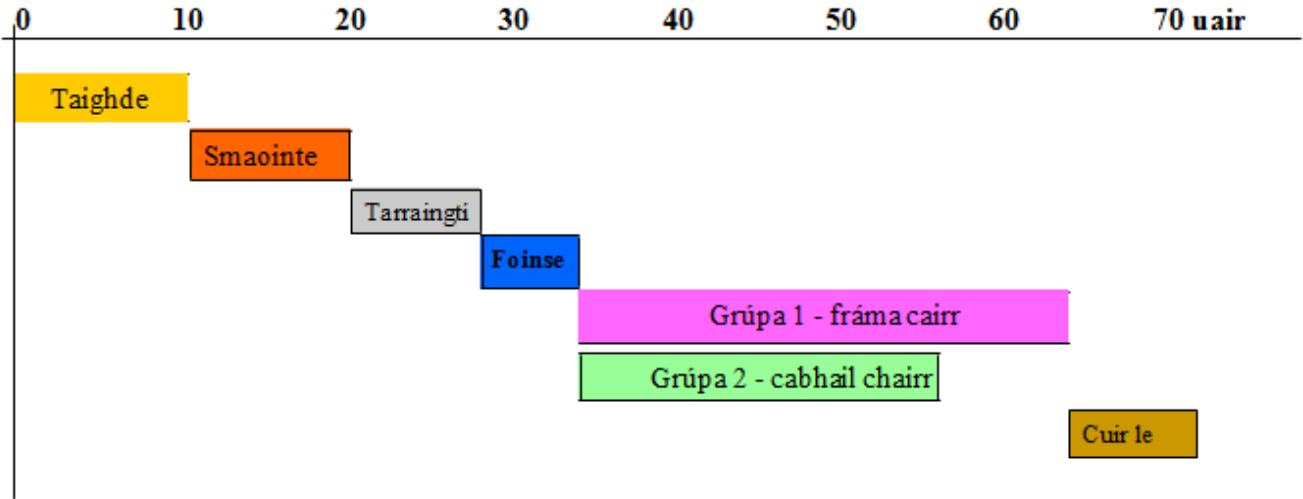 0 10 20 30 40 50 60 70 uair
Taighde
Smaointe
Tarraingti
Foinse
Grúpa 1 - fráma cairr
Grúpa 2 - cabhail chairr
Cuir le